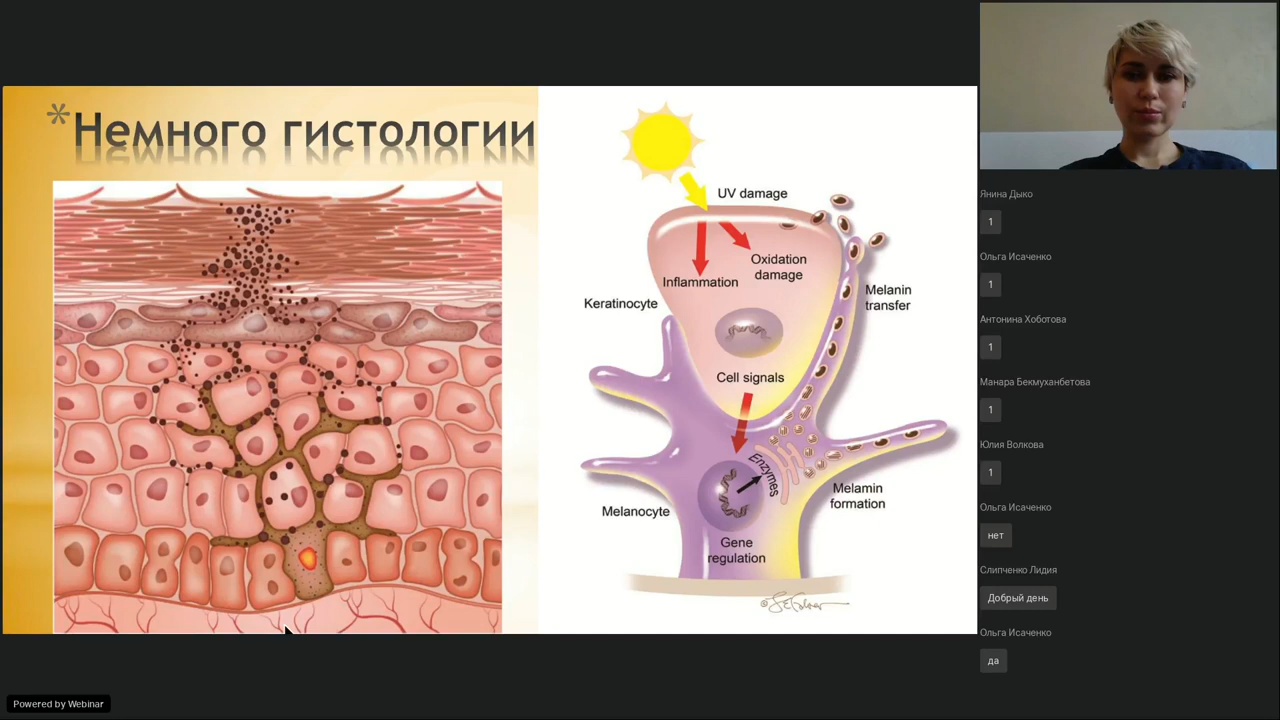 *Немного гистологии
UV damage
Oxidation
damage
Inflammation
Keratinocyte
Melanin
transfer
Cell signals
Enzymes
Melamin
formation
Melanocyte
Gene
regulation
Янина Дыко
1
Ольга Исаченко
1
Антонина Хоботова
1
Манара Бекмуханбетова
1
Юлия Волкова
1
Ольга Исаченко
нет
Слипченко Лидия
Добрый день
Ольга Исаченко
да
Powered by Webinar